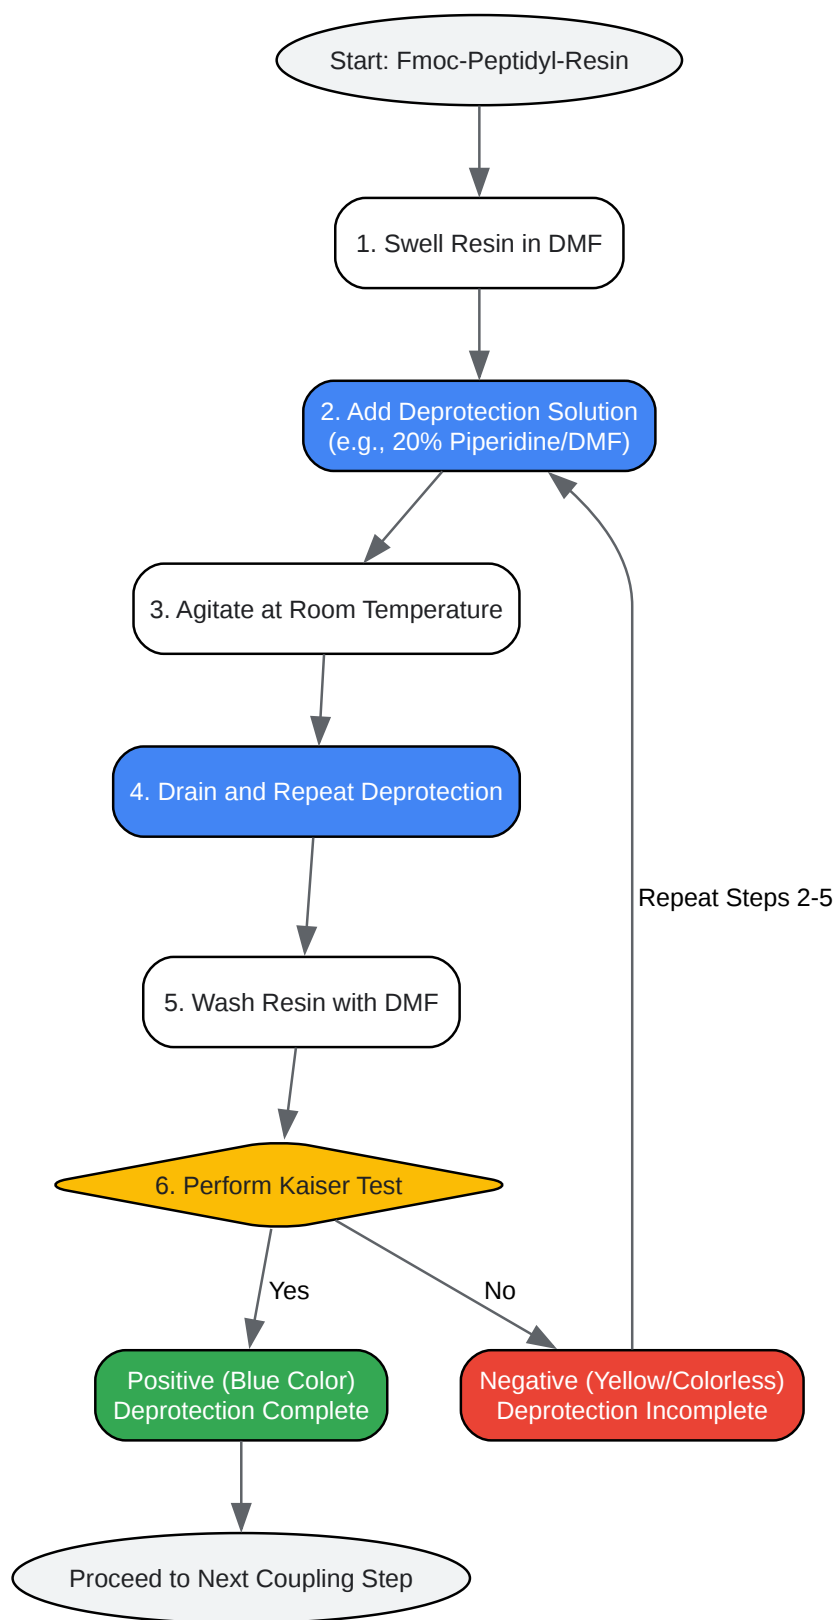 Start: Fmoc-Peptidyl-Resin
1. Swell Resin in DMF
2. Add Deprotection Solution
(e.g., 20% Piperidine/DMF)
3. Agitate at Room Temperature
4. Drain and Repeat Deprotection
Repeat Steps 2-5
5. Wash Resin with DMF
6. Perform Kaiser Test
Yes
No
Positive (Blue Color)
Deprotection Complete
Negative (Yellow/Colorless)
Deprotection Incomplete
Proceed to Next Coupling Step